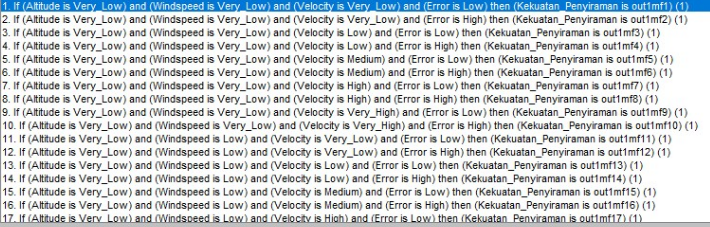 1. If (Altitude is Very_Low) and (Windspeed is Very_Low) and (Velocity is Very_Low) and (Error is Low) then (Kekuatan_Penyiraman is out1mf1) (1)
2. If (Altitude is Very_Low) and (Windspeed is Very_Low) and (Velocity is Very_Low) and (Error is High) then (Kekuatan_Penyiraman is out1mf2) (1)
3. If (Altitude is Very_Low) and (Windspeed is Very_Low) and (Velocity is Low) and (Error is Low) then (Kekuatan_Penyiraman is out1mf3) (1)
4. If (Altitude is Very_Low) and (Windspeed is Very_Low) and (Velocity is Low) and (Error is High) then (Kekuatan_Penyiraman is out1mf4) (1)
5. If (Altitude is Very_Low) and (Windspeed is Very_Low) and (Velocity is Medium) and (Error is Low) then (Kekuatan_Penyiraman is out1mf5) (1)
6. If (Altitude is Very_Low) and (Windspeed is Very_Low) and (Velocity is Medium) and (Error is High) then (Kekuatan_Penyiraman is out1mf6) (1)
7. If (Altitude is Very_Low) and (Windspeed is Very_Low) and (Velocity is High) and (Error is Low) then (Kekuatan_Penyiraman is out1mf7) (1)
8. If (Altitude is Very_Low) and (Windspeed is Very_Low) and (Velocity is High) and (Error is High) then (Kekuatan_Penyiraman is out1mf8) (1)
9. If (Altitude is Very_Low) and (Windspeed is Very_Low) and (Velocity is Very_High) and (Error is Low) then (Kekuatan_Penyiraman is out1mf9) (1)
10. If (Altitude is Very_Low) and (Windspeed is Very_Low) and (Velocity is Very_High) and (Error is High) then (Kekuatan_Penyiraman is out1mf10) (1)
11. If (Altitude is Very_Low) and (Windspeed is Low) and (Velocity is Very_Low) and (Error is Low) then (Kekuatan_Penyiraman is out1mf11) (1)
12. If (Altitude is Very_Low) and (Windspeed is Low) and (Velocity is Very_Low) and (Error is High) then (Kekuatan_Penyiraman is out1mf12) (1)
13. If (Altitude is Very_Low) and (Windspeed is Low) and (Velocity is Low) and (Error is Low) then (Kekuatan_Penyiraman is out1mf13) (1)
14. If (Altitude is Very_Low) and (Windspeed is Low) and (Velocity is Low) and (Error is High) then (Kekuatan_Penyiraman is out1mf14) (1)
15. If (Altitude is Very_Low) and (Windspeed is Low) and (Velocity is Medium) and (Error is Low) then (Kekuatan_Penyiraman is out1mf15) (1)
16. If (Altitude is Very_Low) and (Windspeed is Low) and (Velocity is Medium) and (Error is High) then (Kekuatan_Penyiraman is out1mf16) (1)
17. If (Altitude is Very_Low) and (Windspeed is Low) and (Velocity is High) and (Error is Low) then (Kekuatan_Penyiraman is out1mf17) (1)